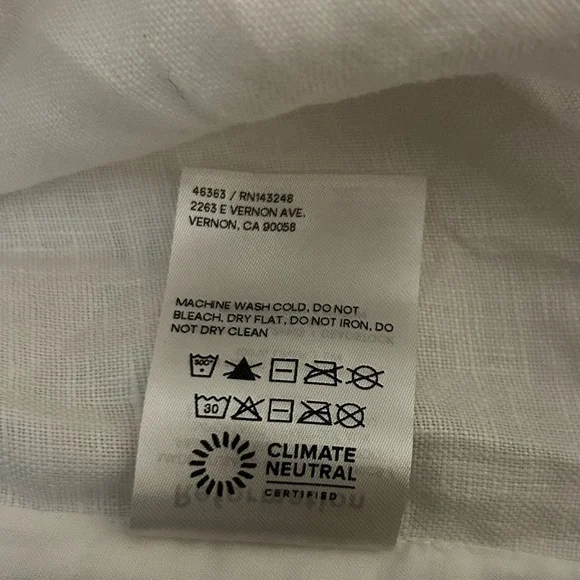 46363 / RN143248
2263 E VERNON AVE.
VERNON, CA 90058
MACHINE WASH COLD, DO NOT
BLEACH. DRY FLAT, DO NOT IRON, DO
NOT DRY CLEAN
30
CLIMATE
NEUTRAL
CERTIFIED
Reformation